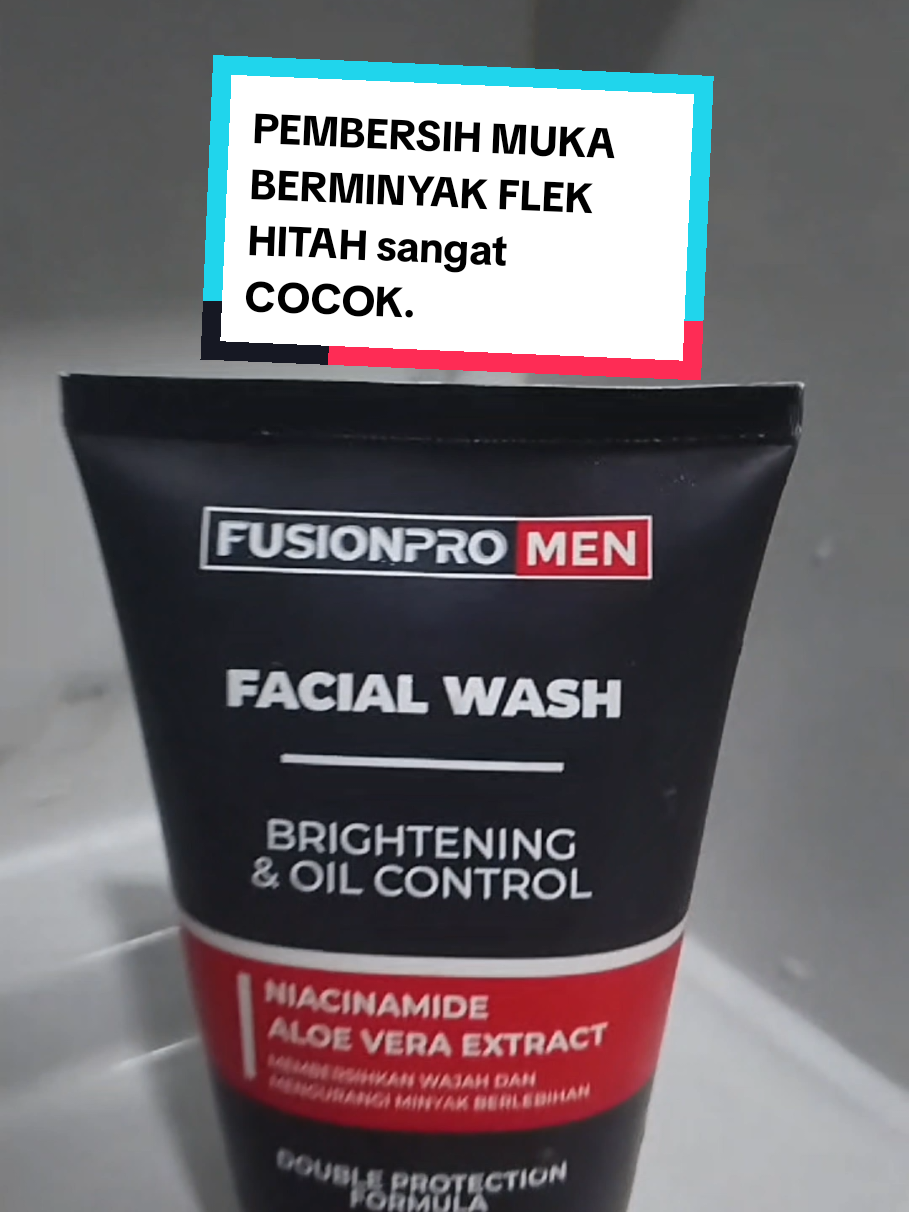 PEMBERSIH MUKA
BERMINYAK FLEK
HITAH sangat
COCOK.
FUSIONPRO MEN
FACIAL WASH
BRIGHTENING
& OIL CONTROL
NIACINAMIDE
ALOE VERA EXTRACT
MEMBERSIHKAN WAJAH DAN
MENGURANGI MINYAK BERLEBIHAN
DOUBLE PROTECTION
FORMULA